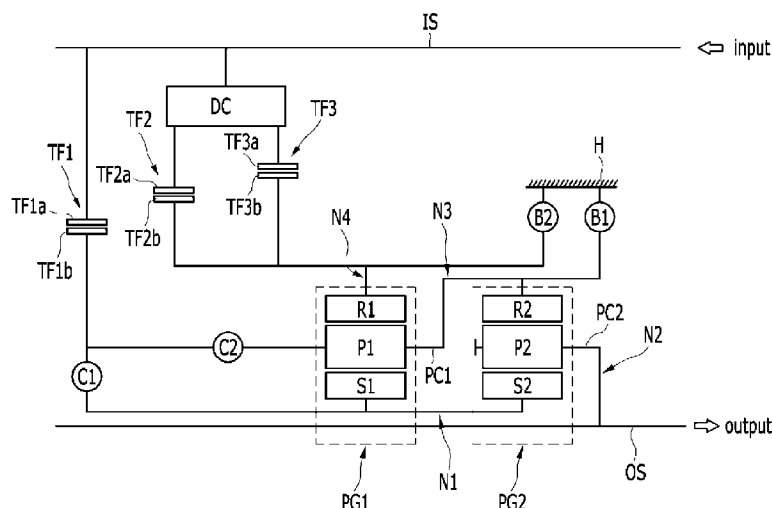 IS
input
DC
TF2
TF3
TF3a
TF1
TF2a
TF3b
H
TF1a
TF2b
TF1b
N4
N3
B2
B1
R1
R2
C2
P1
PC1
P2
PC2
N2
C1
S1
S2
output
N1
OS
PG1
PG2